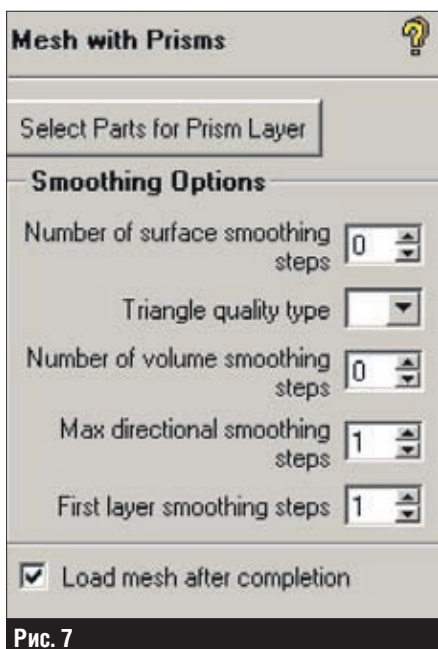 Mesh with Prisms
Select Parts for Prism Layer
Smoothing Options
Number of surface smoothing
steps 0
Triangle quality type
Number of volume smoothing
steps 0
Max directional smoothing
steps 1
First layer smoothing steps 1
Load mesh after completion
Рис. 7